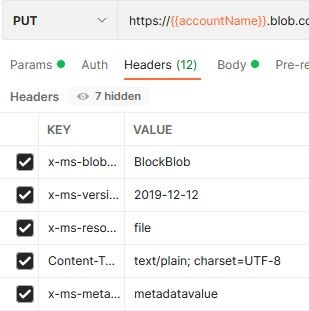 PUT https://{{accountName}}.blob.co
Params Auth Headers (12) Body Pre-re
Headers 7 hidden
KEY VALUE
x-ms-blob... BlockBlob
x-ms-versi... 2019-12-12
x-ms-reso... file
Content-T... text/plain; charset=UTF-8
x-ms-meta... metadatavalue